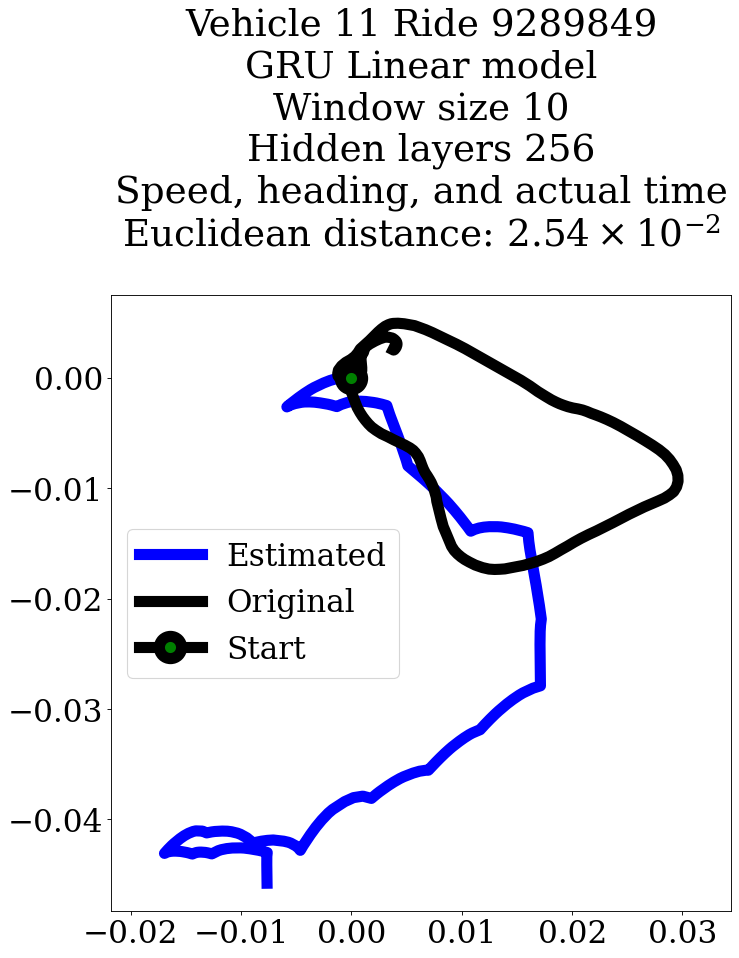 Vehicle 11 Ride 9289849
GRU Linear model
Window size 10
Hidden layers 256
Speed, heading, and actual time
Euclidean distance: 2.54 × 10⁻²
0.00
−0.01
−0.02
−0.03
−0.04
Estimated
Original
Start
−0.02 −0.01 0.00 0.01 0.02 0.03